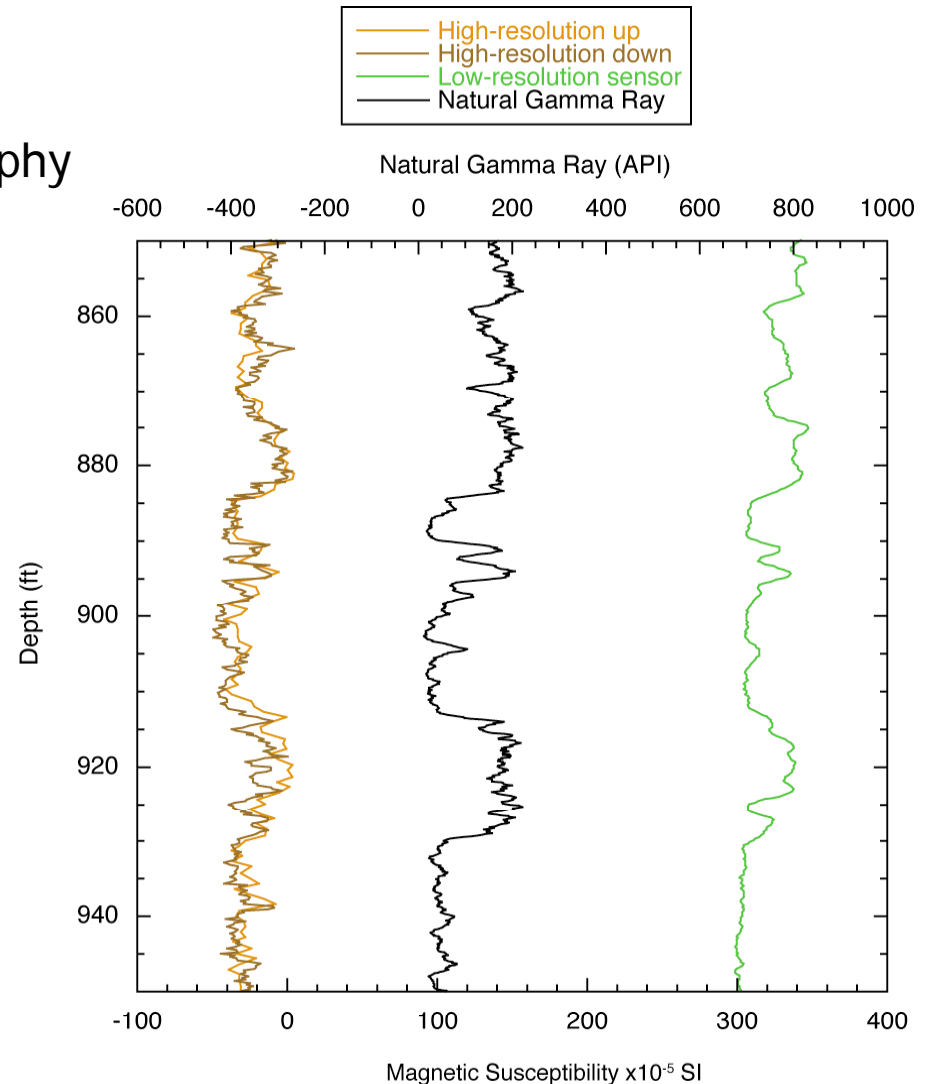 High-resolution up
High-resolution down
Low-resolution sensor
Natural Gamma Ray
phy
Natural Gamma Ray (API)
-600 -400 -200 0 200 400 600 800 1000
860
880
900
920
940
Depth (ft)
-100 0 100 200 300 400
Magnetic Susceptibility x10-5 SI